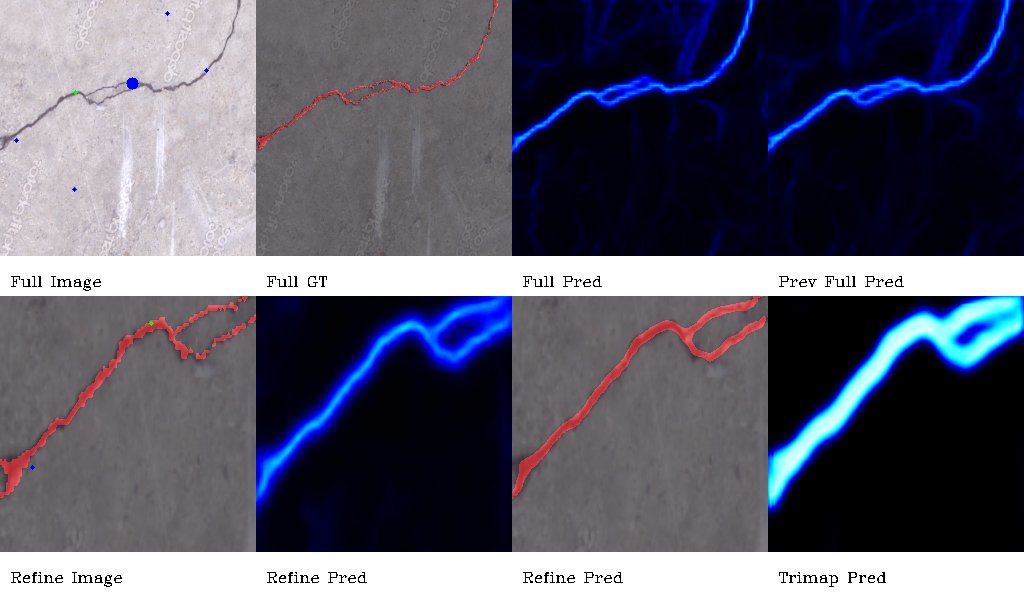 Full Image
Full GT
Full Pred
Prev Full Pred
Refine Image
Refine Pred
Refine Pred
Trimap Pred